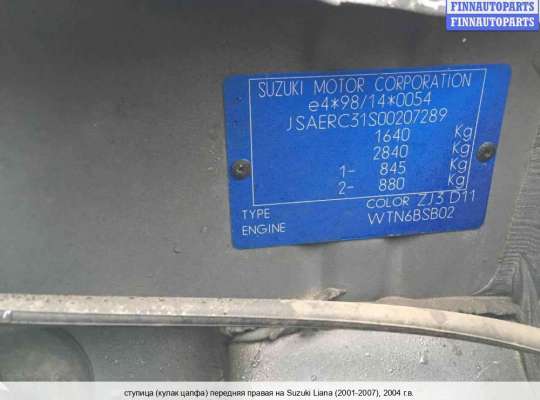 FINNAUTOPARTS
FINNAUTOPARTS
SUZUKI MOTOR CORPORATION
e4*98/14*0054
JSAERC31S00207289
1640 Kg
2840 Kg
1- 845 Kg
2- 880 Kg
COLOR ZJ3 D11
TYPE WTN6BSB02
ENGINE
ступица (кулак цапфа) передняя правая на Suzuki Liana (2001-2007), 2004 г.в.